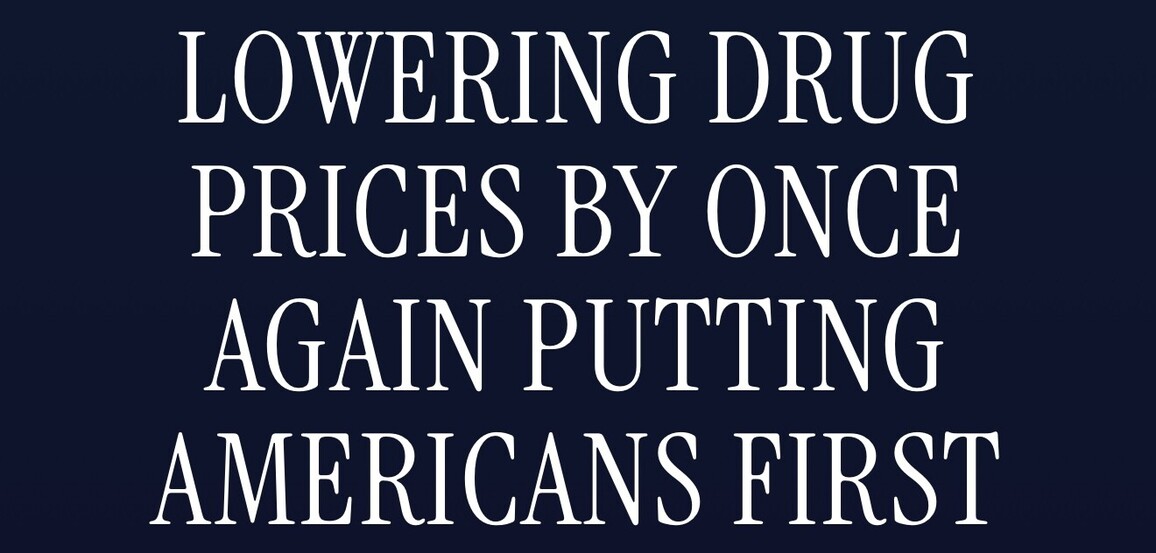 LOWERING DRUG
PRICES BY ONCE
AGAIN PUTTING
AMERICANS FIRST